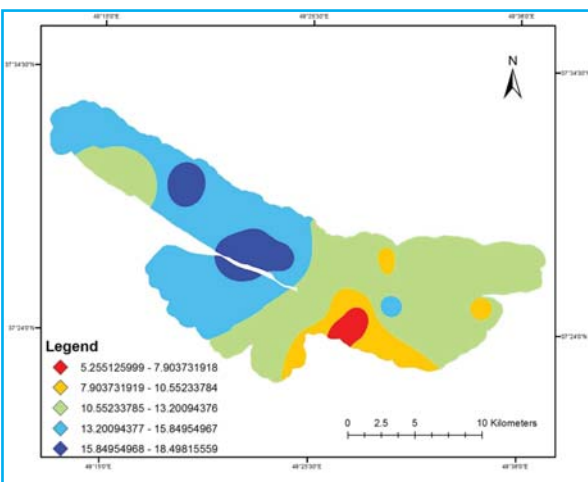 48°15'0"E 48°25'30"E 48°36'0"E
37°34'30"N 37°34'30"N
N
37°24'0"N 37°24'0"N
Legend
5.255125999 - 7.903731918
7.903731919 - 10.55233784
10.55233785 - 13.20094376
13.20094377 - 15.84954967
15.84954968 - 18.49815559
0 2.5 5 10 Kilometers
48°15'0"E 48°25'30"E 48°36'0"E